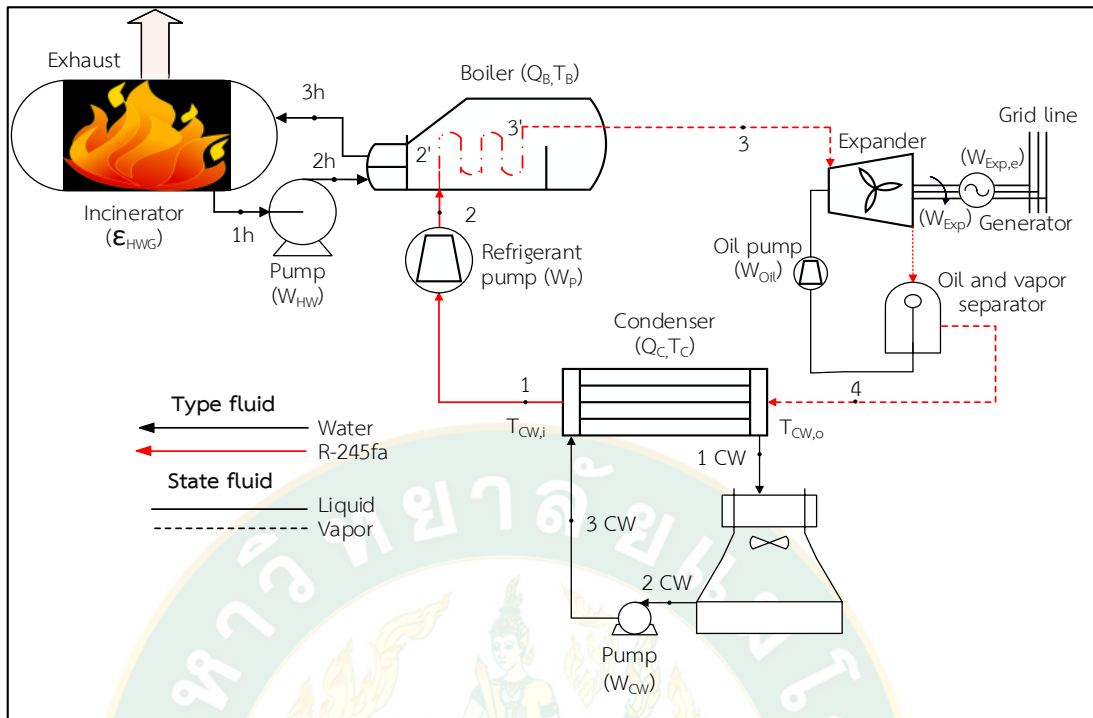 Exhaust
3h
Boiler (QB,TB)
2'
3'
3
Grid line
Expander
(WExp,e)
2h
Incinerator
(εHWG)
1h
Pump
(WHW)
2
Refrigerant
pump (WP)
(WExp)
Generator
Oil pump
(WOil)
Oil and vapor
separator
Condenser
(QC,TC)
1
4
Type fluid
Water
R-245fa
State fluid
Liquid
Vapor
TCW,i
TCW,o
1 CW
3 CW
2 CW
Pump
(WCW)